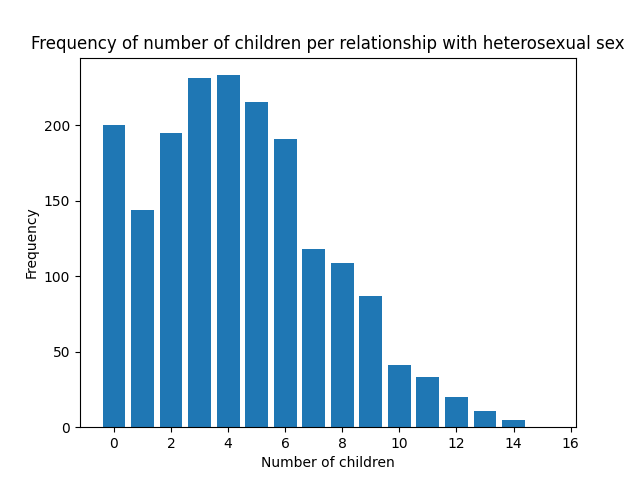 Frequency of number of children per relationship with heterosexual sex
200
150
100
50
0
Frequency
0 2 4 6 8 10 12 14 16
Number of children